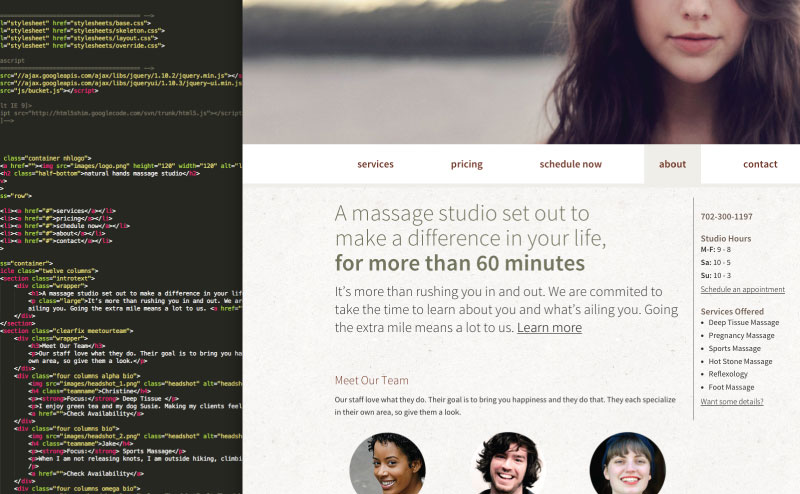 ============================== -->
l="stylesheet" href="stylesheets/base.css">
l="stylesheet" href="stylesheets/skeleton.css">
l="stylesheet" href="stylesheets/layout.css">
l="stylesheet" href="stylesheets/override.css">
============================== -->
ascript
============================== -->
src="//ajax.googleapis.com/ajax/libs/jquery/1.10.2/jquery.min.js"></s
src="//ajax.googleapis.com/ajax/libs/jqueryui/1.10.3/jquery-ui.min.js
src="js/bucket.js"></script>
lt IE 9]>
ipt src="http://html5shim.googlecode.com/svn/trunk/html5.js"></script
]-->
class="container nhlogo">
<a href=""><img src="images/logo.png" height="120" width="120" alt="l
<h2 class="half-bottom">natural hands massage studio</h2>
v>
>
ss="row">
<li><a href="#">services</a></li>
<li><a href="#">pricing</a></li>
<li><a href="#">schedule now</a></li>
<li><a href="#">about</a></li>
<li><a href="#">contact</a></li>
>
ss="container">
icle class="twelve columns">
<section class="introtext">
<div class="wrapper">
<h1>A massage studio set out to make a difference in your life
<p class="large">It's more than rushing you in and out. We are
ailing you. Going the extra mile means a lot to us. <a href="
</div>
</section>
<section class="clearfix meetourteam">
<div class="wrapper">
<h3>Meet Our Team</h3>
<p>Our staff love what they do. Their goal is to bring you ha
own area, so give them a look.</p>
</div>
<div class="four columns alpha bio">
<img src="images/headshot_1.png" class="headshot" alt="headsh
<h4 class="teamname">Christine</h4>
<p><strong>Focus:</strong> Deep Tissue </p>
<p>I enjoy green tea and my dog Susie. Making my clients feel
<a href="">Check Availability</a>
</div>
<div class="four columns bio">
<img src="images/headshot_2.png" class="headshot" alt="headsh
<h4 class="teamname">Jake</h4>
<p><strong>Focus:</strong> Sports Massage</p>
<p>When I am not releasing knots, I am outside hiking, climbi
/p>
<a href="">Check Availability</a>
</div>
<div class="four columns omega bio">
services pricing schedule now about contact
A massage studio set out to
make a difference in your life,
for more than 60 minutes
It's more than rushing you in and out. We are commited to
take the time to learn about you and what's ailing you. Going
the extra mile means a lot to us. Learn more
Meet Our Team
Our staff love what they do. Their goal is to bring you happiness and they do that. They each specialize
in their own area, so give them a look.
702-300-1197
Studio Hours
M-F: 9 - 8
Sa: 10 - 5
Su: 10 - 3
Schedule an appointment
Services Offered
• Deep Tissue Massage
• Pregnancy Massage
• Sports Massage
• Hot Stone Massage
• Reflexology
• Foot Massage
Want some details?